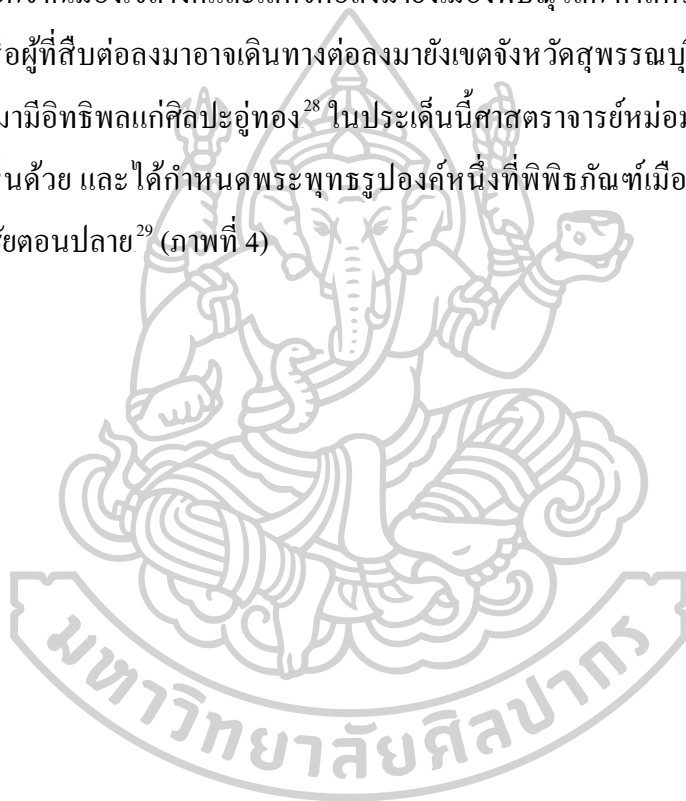 อผู้ที่สืบต่อลงมาอาจเดินทางต่อลงมายังเขตจังหวัดสุพรรณบุ
มามีอิทธิพลแก่ศิลปะอู่ทอง28 ในประเด็นนี้ศาสตราจารย์หม่อม
นด้วย และได้กำหนดพระพุทธรูปองค์หนึ่งที่พิพิธภัณฑ์เมือ
ัยตอนปลาย29 (ภาพที่ 4)
มหาวิทยาลัยศิลปากร